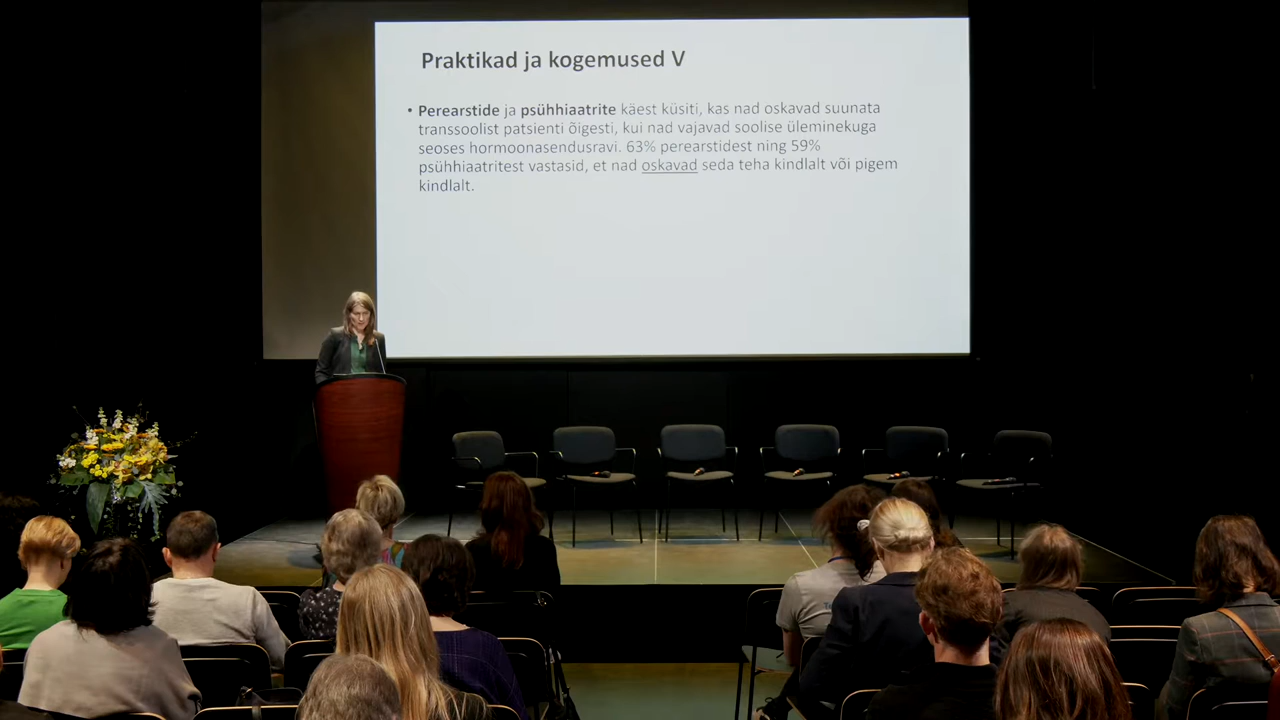 Praktikad ja kogemused V
• Perearstide ja psühhiaatrite käest küsiti, kas nad oskavad suunata
transsoolist patsienti õigesti, kui nad vajavad soolise üleminekuga
seoses hormoonasendusravi. 63% perearstidest ning 59%
psühhiaatritest vastasid, et nad oskavad seda teha kindlalt või pigem
kindlalt.